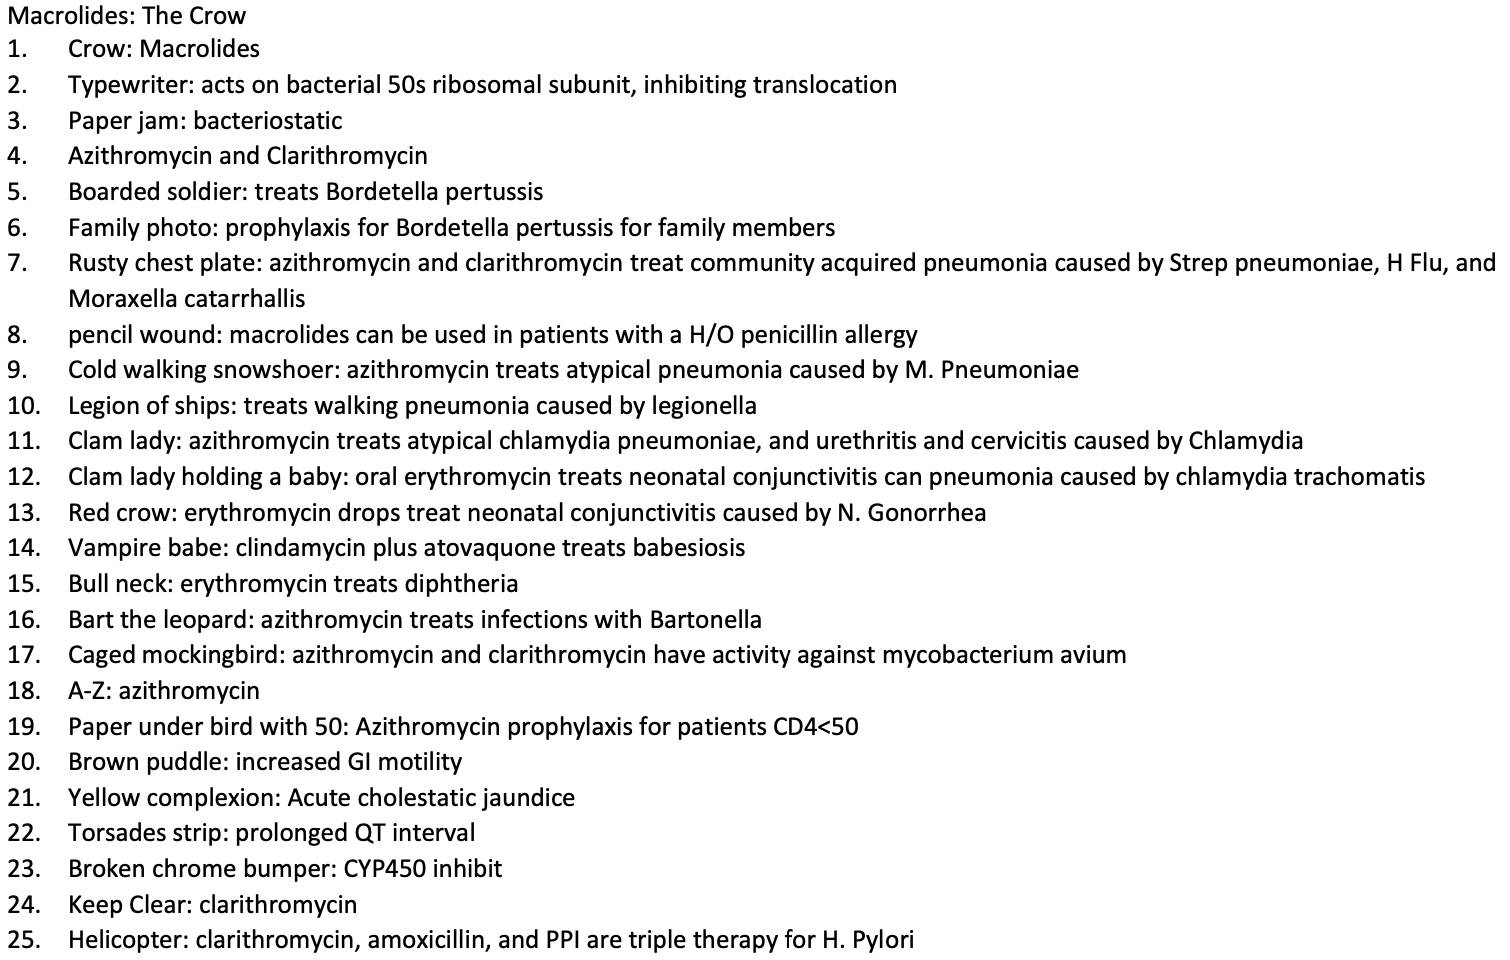 Macrolides: The Crow
1. Crow: Macrolides
2. Typewriter: acts on bacterial 50s ribosomal subunit, inhibiting translocation
3. Paper jam: bacteriostatic
4. Azithromycin and Clarithromycin
5. Boarded soldier: treats Bordetella pertussis
6. Family photo: prophylaxis for Bordetella pertussis for family members
7. Rusty chest plate: azithromycin and clarithromycin treat community acquired pneumonia caused by Strep pneumoniae, H Flu, and
Moraxella catarrhallis
8. pencil wound: macrolides can be used in patients with a H/O penicillin allergy
9. Cold walking snowshoer: azithromycin treats atypical pneumonia caused by M. Pneumoniae
10. Legion of ships: treats walking pneumonia caused by legionella
11. Clam lady: azithromycin treats atypical chlamydia pneumoniae, and urethritis and cervicitis caused by Chlamydia
12. Clam lady holding a baby: oral erythromycin treats neonatal conjunctivitis can pneumonia caused by chlamydia trachomatis
13. Red crow: erythromycin drops treat neonatal conjunctivitis caused by N. Gonorrhea
14. Vampire babe: clindamycin plus atovaquone treats babesiosis
15. Bull neck: erythromycin treats diphtheria
16. Bart the leopard: azithromycin treats infections with Bartonella
17. Caged mockingbird: azithromycin and clarithromycin have activity against mycobacterium avium
18. A-Z: azithromycin
19. Paper under bird with 50: Azithromycin prophylaxis for patients CD4<50
20. Brown puddle: increased GI motility
21. Yellow complexion: Acute cholestatic jaundice
22. Torsades strip: prolonged QT interval
23. Broken chrome bumper: CYP450 inhibit
24. Keep Clear: clarithromycin
25. Helicopter: clarithromycin, amoxicillin, and PPI are triple therapy for H. Pylori